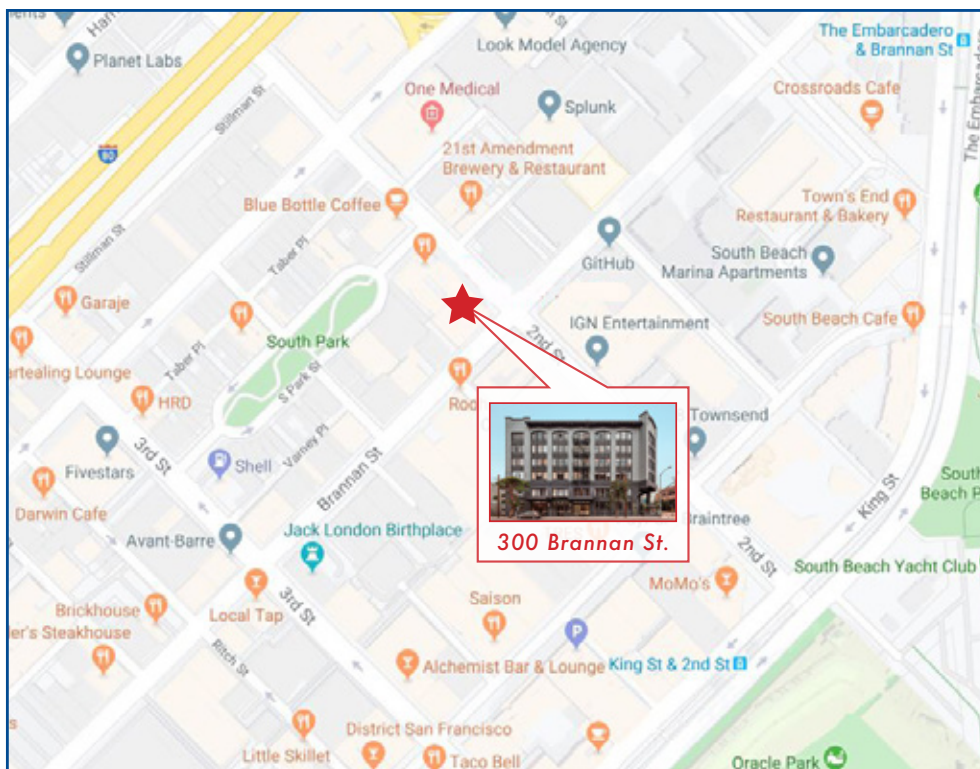 Planet Labs
Look Model Agency
The Embarcadero
& Brannan St
Stillman St
One Medical
Splunk
Crossroads Cafe
The Embarcadero
80
21st Amendment
Brewery & Restaurant
Blue Bottle Coffee
Town's End
Restaurant & Bakery
Stillman St
Taber Pl
GitHub
South Beach
Marina Apartments
Garaje
South Park
2nd St
IGN Entertainment
South Beach Cafe
Taber Pl
S Park St
Lounge
HRD
Townsend
3rd St
Varney Pl
Shell
Brannan St
Fivestars
South
Beach P
King St
Darwin Cafe
Avant-Barre
Jack London Birthplace
300 Brannan St.
Braintree
2nd St
South Beach Yacht Club
MoMo's
Brickhouse
Local Tap
3rd St
Saison
er's Steakhouse
Ritch St
P
Alchemist Bar & Lounge
King St & 2nd St
District San Francisco
Little Skillet
Taco Bell
Oracle Park